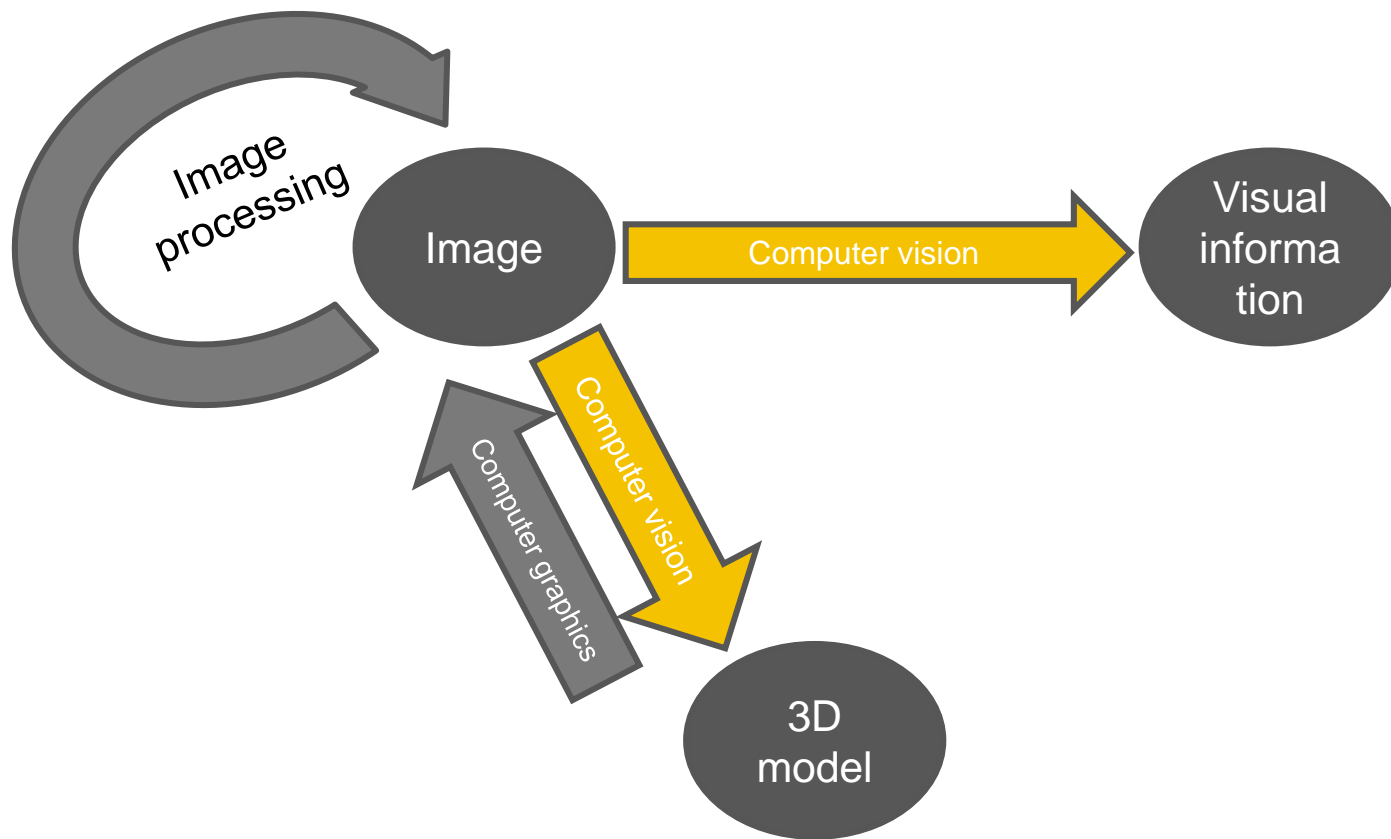 Image
processing
Image
Computer vision
Visual
informa
tion
Computer vision
Computer graphics
3D
model